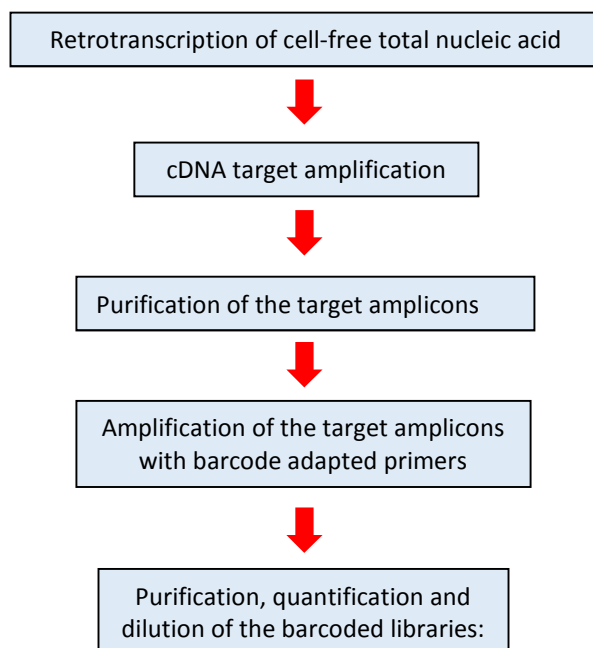 Retrotranscription of cell-free total nucleic acid
cDNA target amplification
Purification of the target amplicons
Amplification of the target amplicons
with barcode adapted primers
Purification, quantification and
dilution of the barcoded libraries: